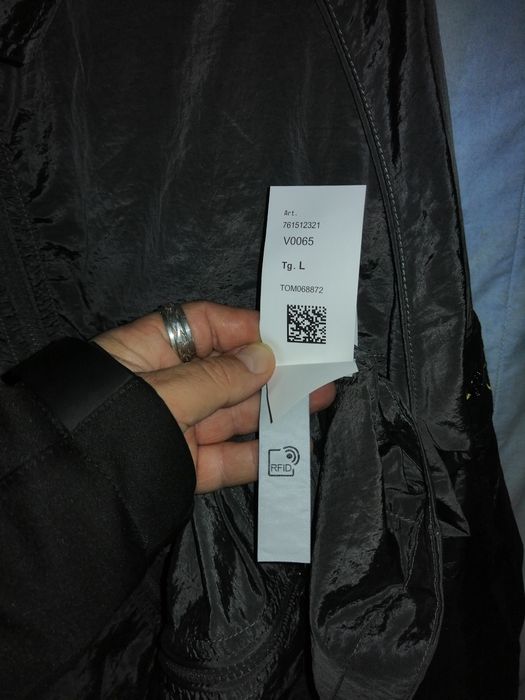 Art.
761512321
V0065
Tg. L
TOM068872
RFID